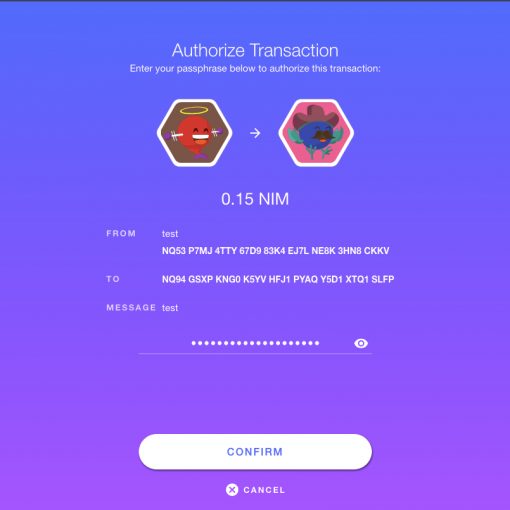 Authorize Transaction
Enter your passphrase below to authorize this transaction:
0.15 NIM
FROM test
NQ53 P7MJ 4TTY 67D9 83K4 EJ7L NE8K 3HN8 CKKV
TO NQ94 GSXP KNG0 K5YV HFJ1 PYAQ Y5D1 XTQ1 SLFP
MESSAGE test
CONFIRM
CANCEL